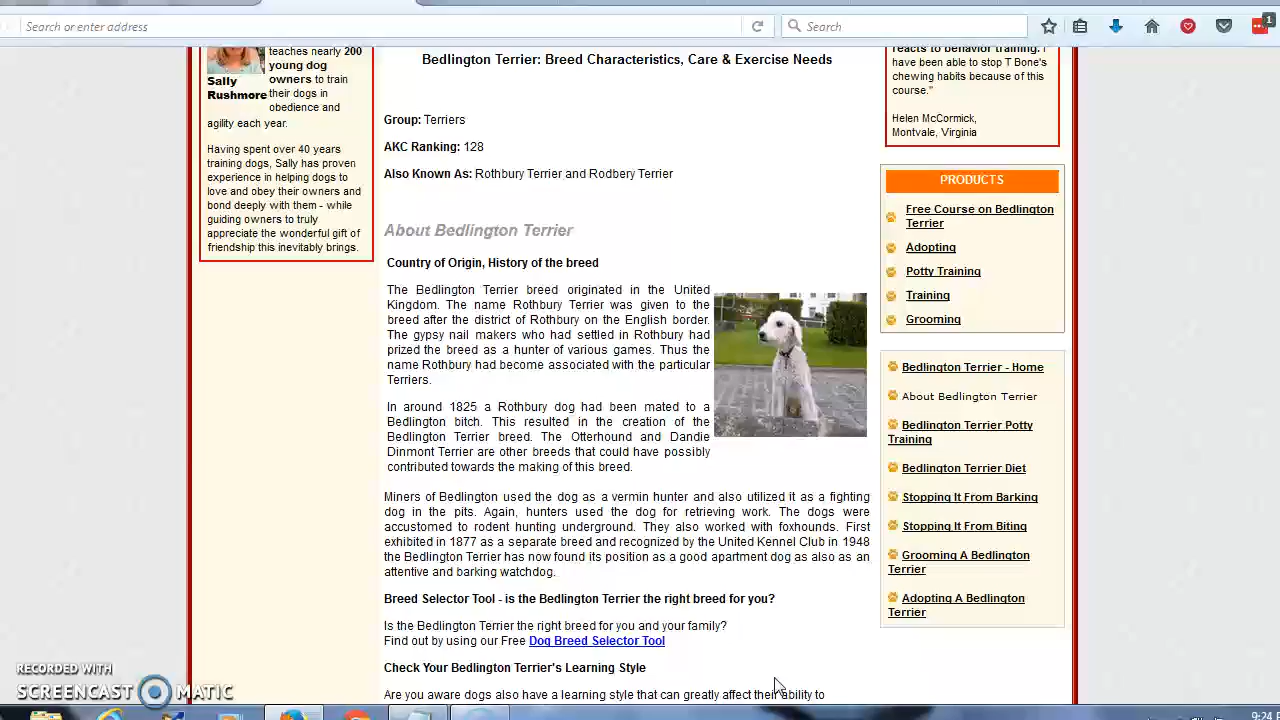 Search or enter address
Search
1
teaches nearly 200
young dog
owners to train
their dogs in
obedience and
agility each year.
Sally
Rushmore
Having spent over 40 years
training dogs, Sally has proven
experience in helping dogs to
love and obey their owners and
bond deeply with them - while
guiding owners to truly
appreciate the wonderful gift of
friendship this inevitably brings.
Bedlington Terrier: Breed Characteristics, Care & Exercise Needs
Group: Terriers
AKC Ranking: 128
Also Known As: Rothbury Terrier and Rodbery Terrier
About Bedlington Terrier
Country of Origin, History of the breed
The Bedlington Terrier breed originated in the United
Kingdom. The name Rothbury Terrier was given to the
breed after the district of Rothbury on the English border.
The gypsy nail makers who had settled in Rothbury had
prized the breed as a hunter of various games. Thus the
name Rothbury had become associated with the particular
Terriers.
In around 1825 a Rothbury dog had been mated to a
Bedlington bitch. This resulted in the creation of the
Bedlington Terrier breed. The Otterhound and Dandie
Dinmont Terrier are other breeds that could have possibly
contributed towards the making of this breed.
Miners of Bedlington used the dog as a vermin hunter and also utilized it as a fighting
dog in the pits. Again, hunters used the dog for retrieving work. The dogs were
accustomed to rodent hunting underground. They also worked with foxhounds. First
exhibited in 1877 as a separate breed and recognized by the United Kennel Club in 1948
the Bedlington Terrier has now found its position as a good apartment dog as also as an
attentive and barking watchdog.
Breed Selector Tool - is the Bedlington Terrier the right breed for you?
Is the Bedlington Terrier the right breed for you and your family?
Find out by using our Free Dog Breed Selector Tool
Check Your Bedlington Terrier's Learning Style
Are you aware dogs also have a learning style that can greatly affect their ability to
reacts to behavior training. I
have been able to stop T Bone's
chewing habits because of this
course."
Helen McCormick,
Montvale, Virginia
PRODUCTS
Free Course on Bedlington
Terrier
Adopting
Potty Training
Training
Grooming
Bedlington Terrier - Home
About Bedlington Terrier
Bedlington Terrier Potty
Training
Bedlington Terrier Diet
Stopping It From Barking
Stopping It From Biting
Grooming A Bedlington
Terrier
Adopting A Bedlington
Terrier
RECORDED WITH
SCREENCAST MATIC
9:24